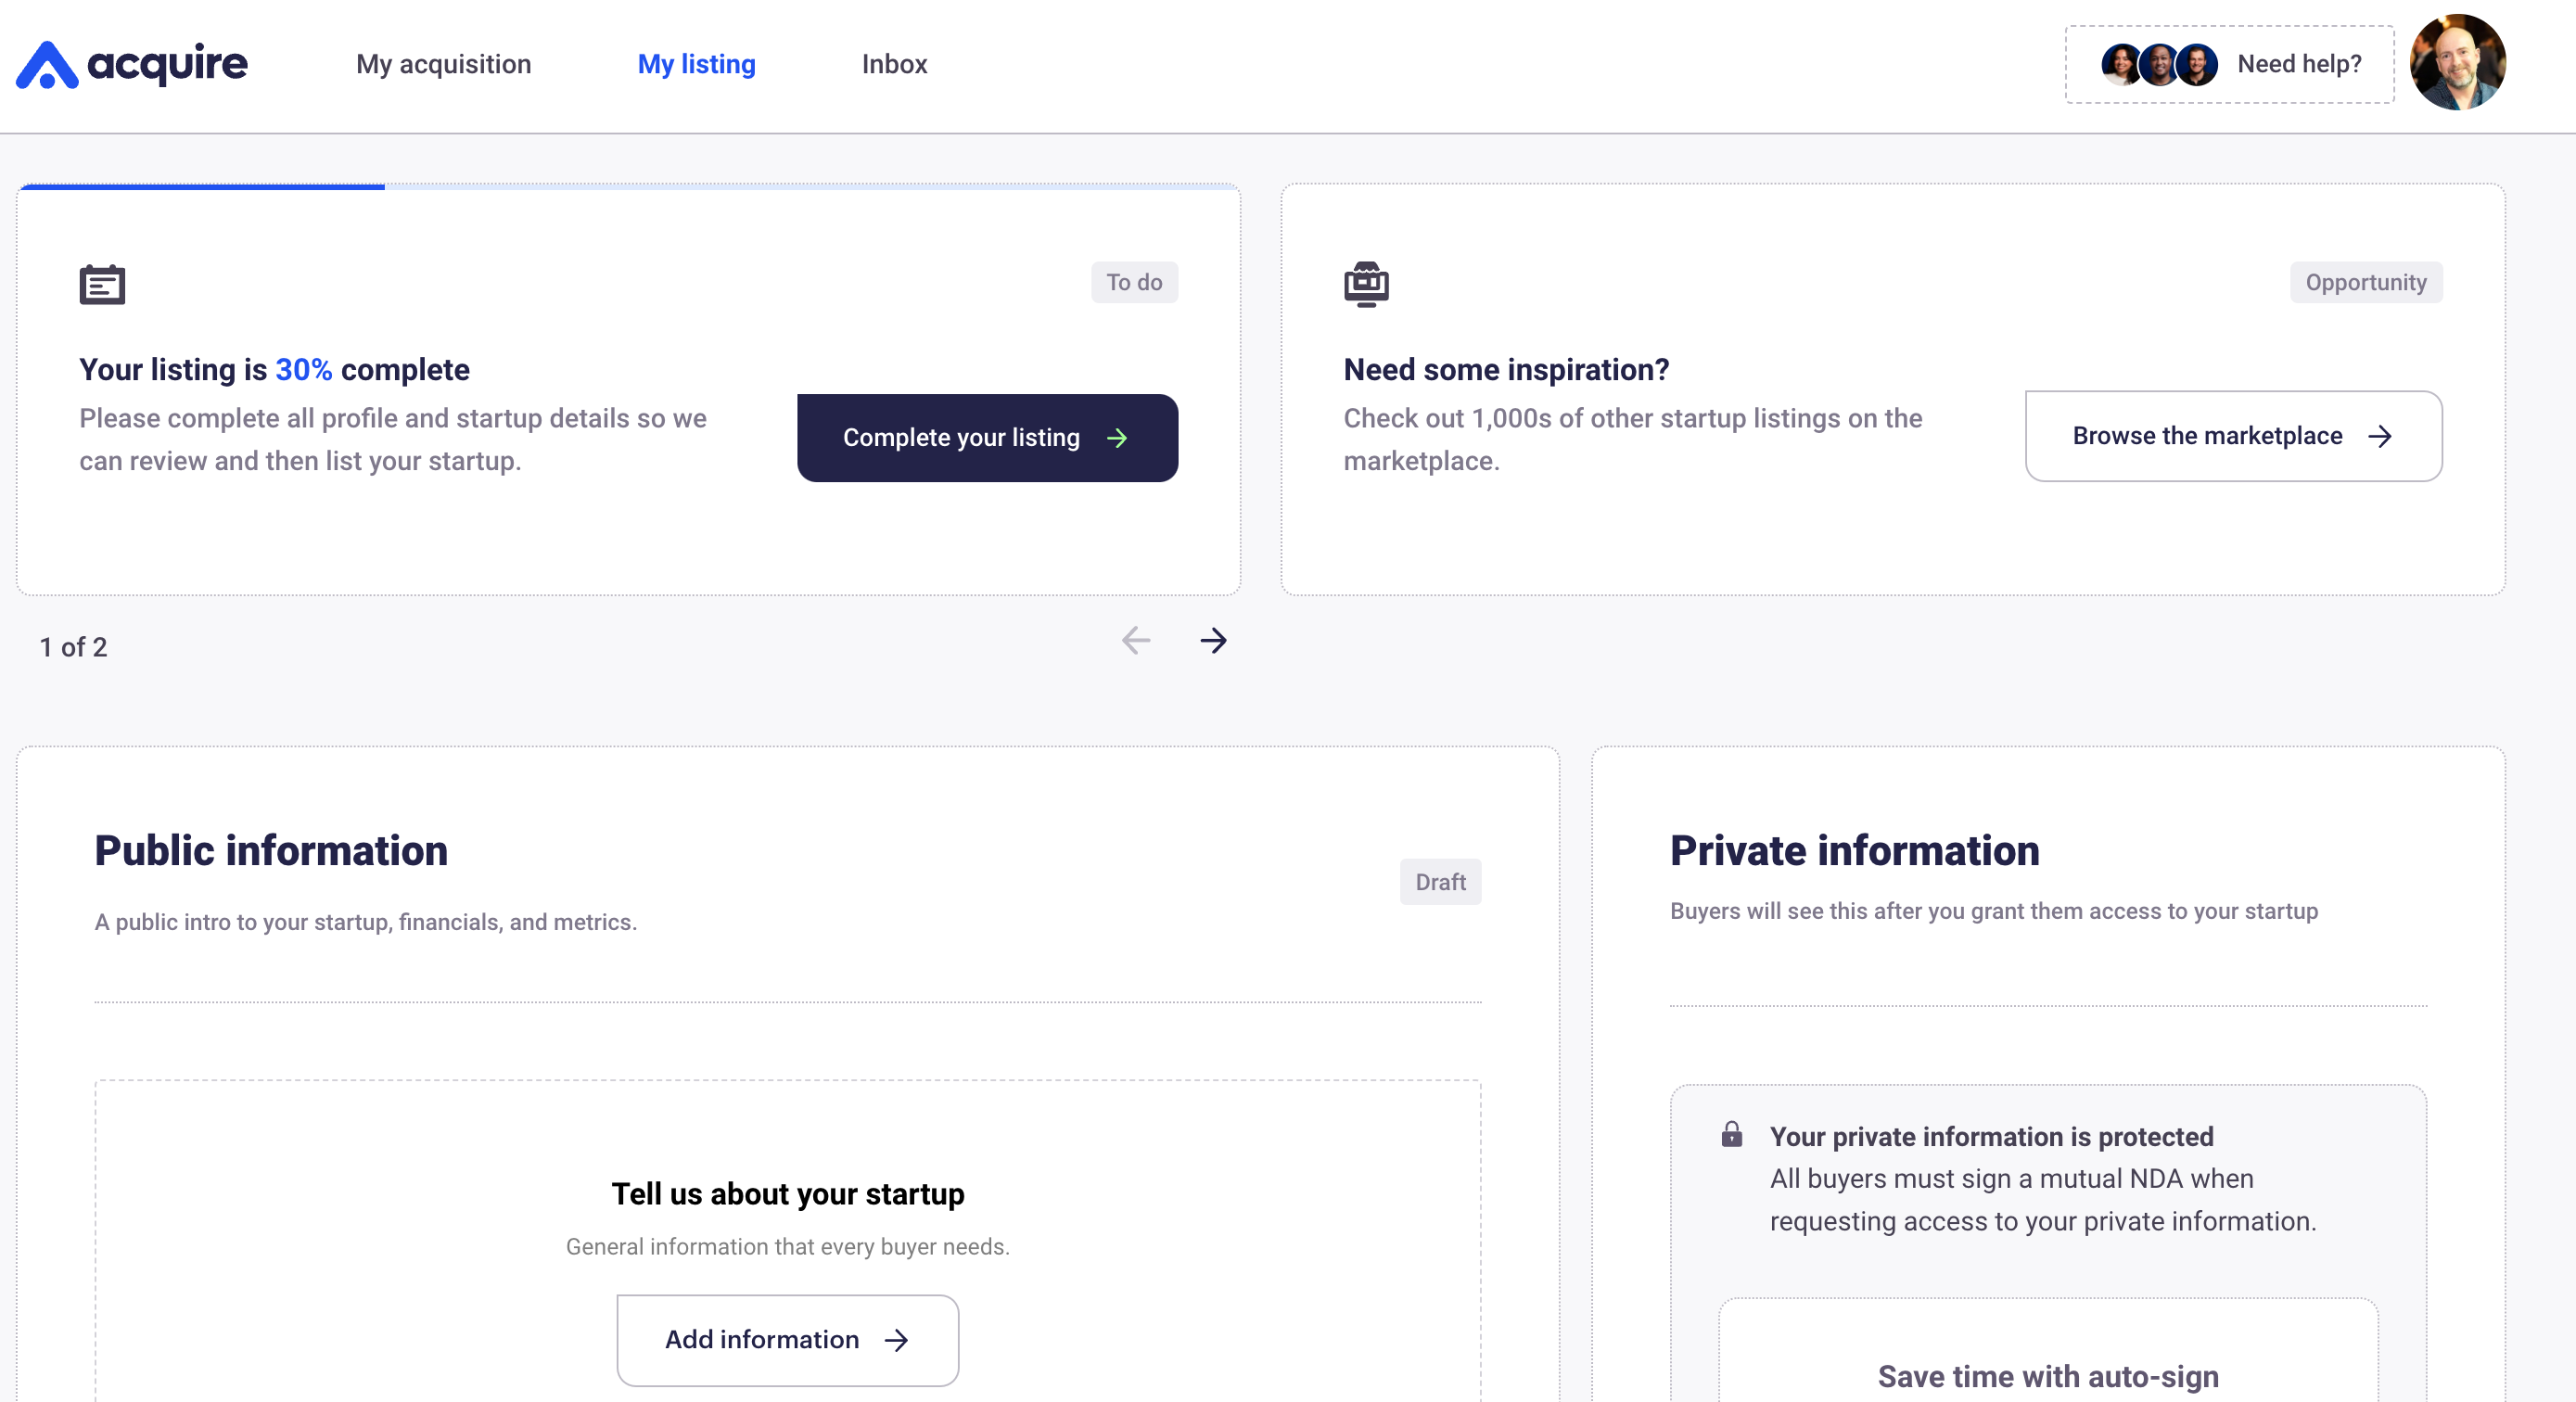 acquire
My acquisition
My listing
Inbox
Need help?
To do
Your listing is 30% complete
Please complete all profile and startup details so we
can review and then list your startup.
Complete your listing
Opportunity
Need some inspiration?
Check out 1,000s of other startup listings on the
marketplace.
Browse the marketplace
1 of 2
Public information
A public intro to your startup, financials, and metrics.
Draft
Tell us about your startup
General information that every buyer needs.
Add information
Private information
Buyers will see this after you grant them access to your startup
Your private information is protected
All buyers must sign a mutual NDA when
requesting access to your private information.
Save time with auto-sign